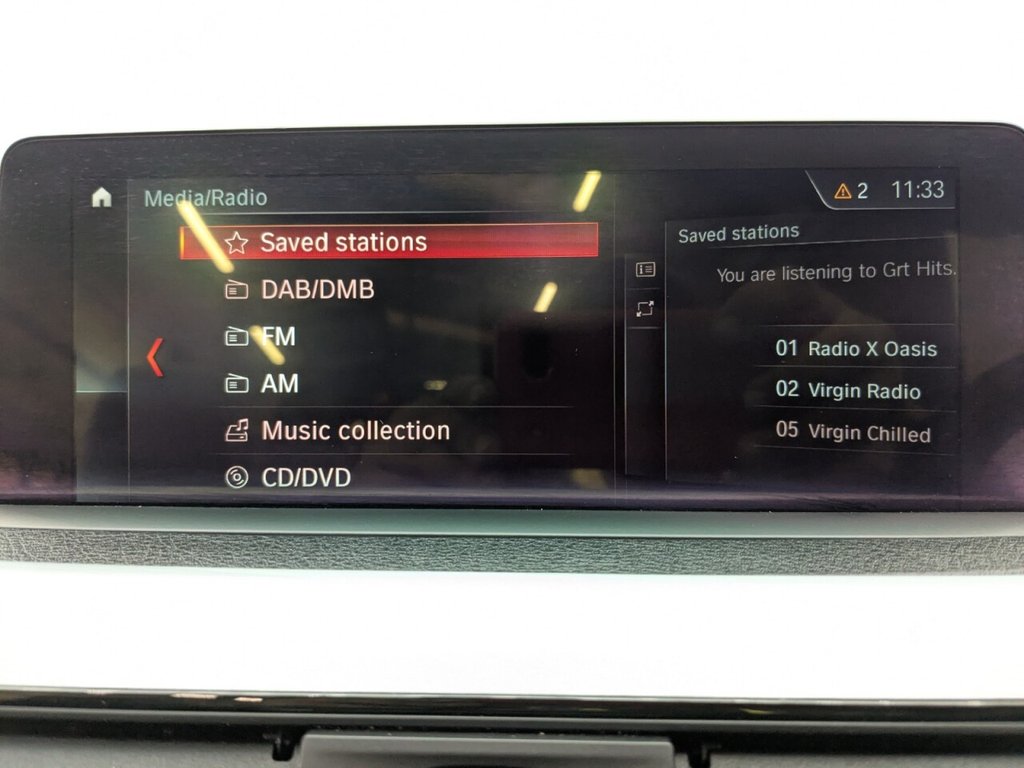 Media/Radio
2 11:33
Saved stations
DAB/DMB
FM
AM
Music collection
CD/DVD
Saved stations
You are listening to Grt Hits.
01 Radio X Oasis
02 Virgin Radio
05 Virgin Chilled